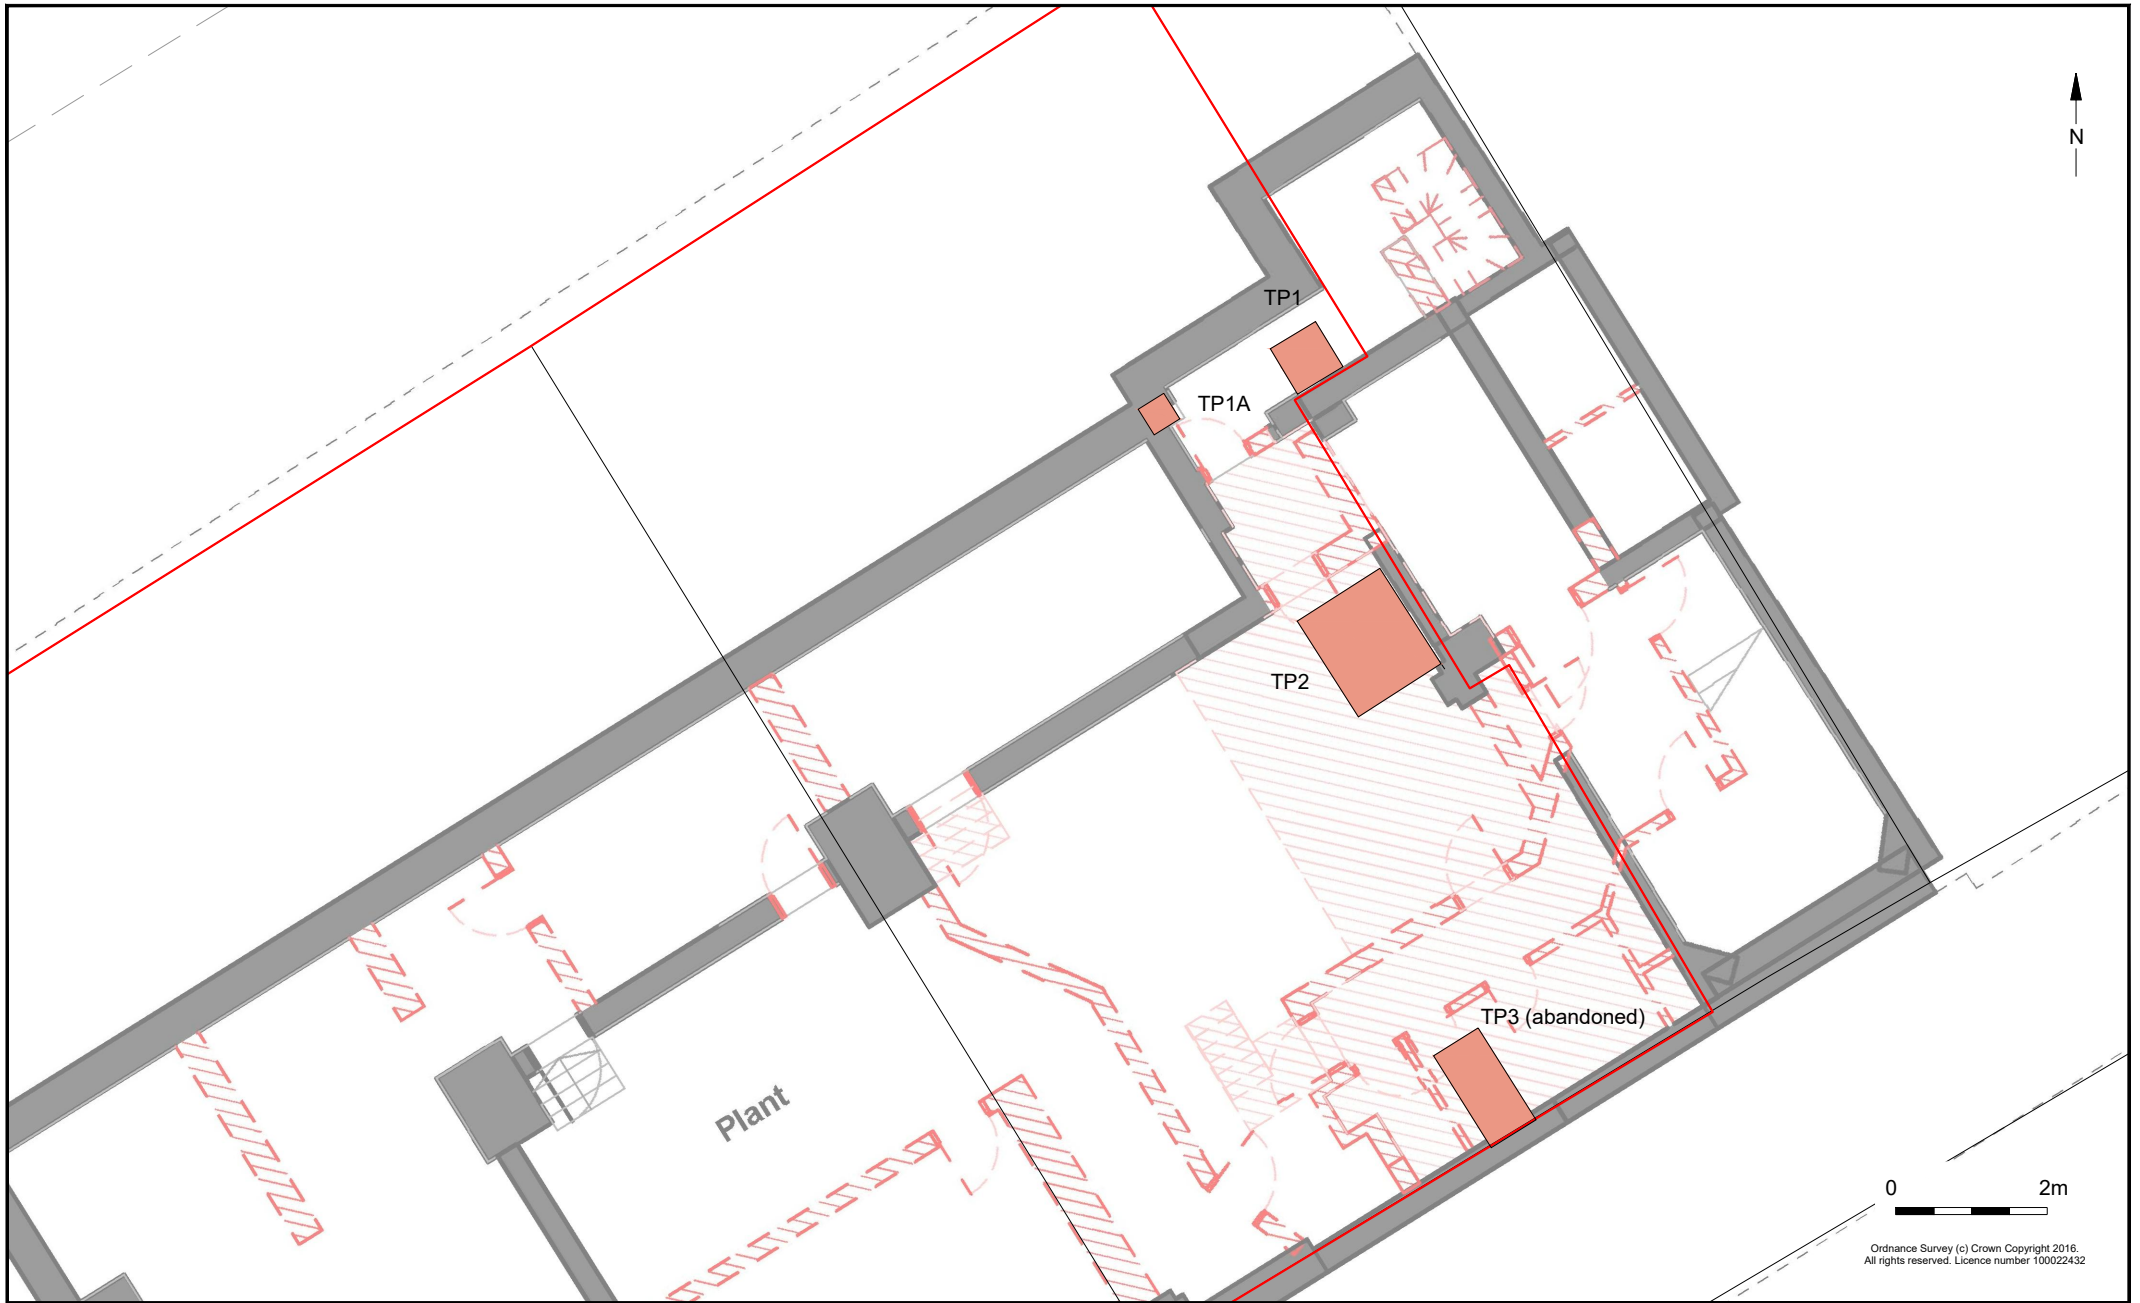 N
TP1
TP1A
TP2
TP3 (abandoned)
Plant
0 2m
Ordnance Survey (c) Crown Copyright 2016.
All rights reserved. Licence number 100022432